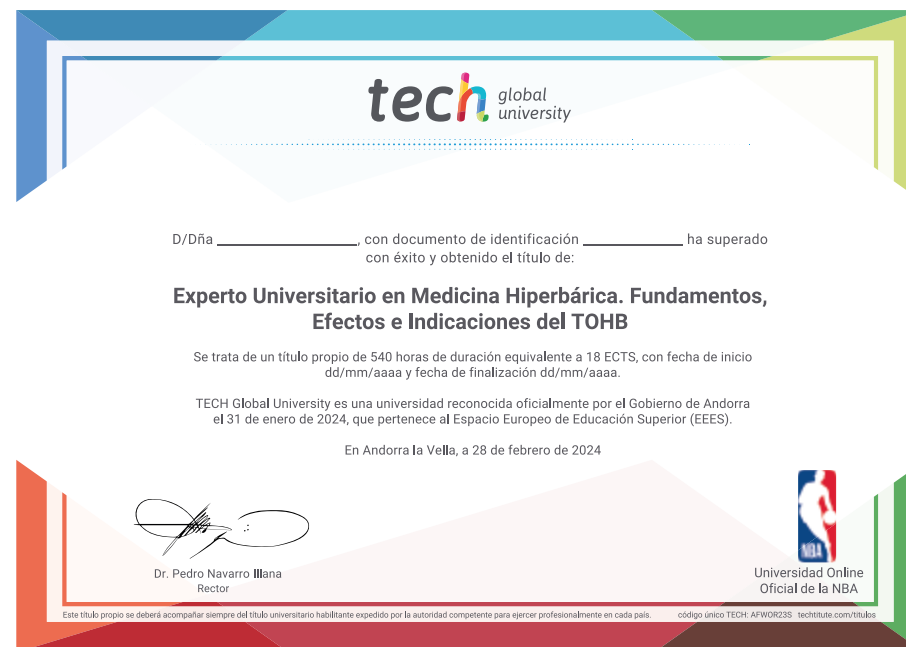 tech global university
D/Dña ____________________, con documento de identificación ______________ ha superado
con éxito y obtenido el título de:
Experto Universitario en Medicina Hiperbárica. Fundamentos,
Efectos e Indicaciones del TOHB
Se trata de un título propio de 540 horas de duración equivalente a 18 ECTS, con fecha de inicio
dd/mm/aaaa y fecha de finalización dd/mm/aaaa.
TECH Global University es una universidad reconocida oficialmente por el Gobierno de Andorra
el 31 de enero de 2024, que pertenece al Espacio Europeo de Educación Superior (EEES).
En Andorra la Vella, a 28 de febrero de 2024
NBA
Dr. Pedro Navarro Illana
Rector
Universidad Online
Oficial de la NBA
Este título propio se deberá acompañar siempre del título universitario habilitante expedido por la autoridad competente para ejercer profesionalmente en cada país.
código único TECH: AFWOR23S techtitute.com/titulos